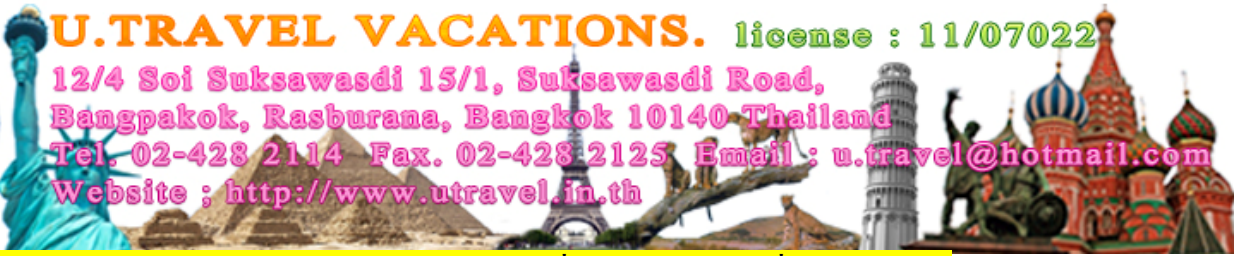 U.TRAVEL VACATIONS. license : 11/07022
12/4 Soi Suksawasdi 15/1, Suksawasdi Road,
Bangpakok, Rasburana, Bangkok 10140 Thailand
Tel. 02-428 2114 Fax. 02-428 2125 Email : u.travel@hotmail.com
Website ; http://www.utravel.in.th